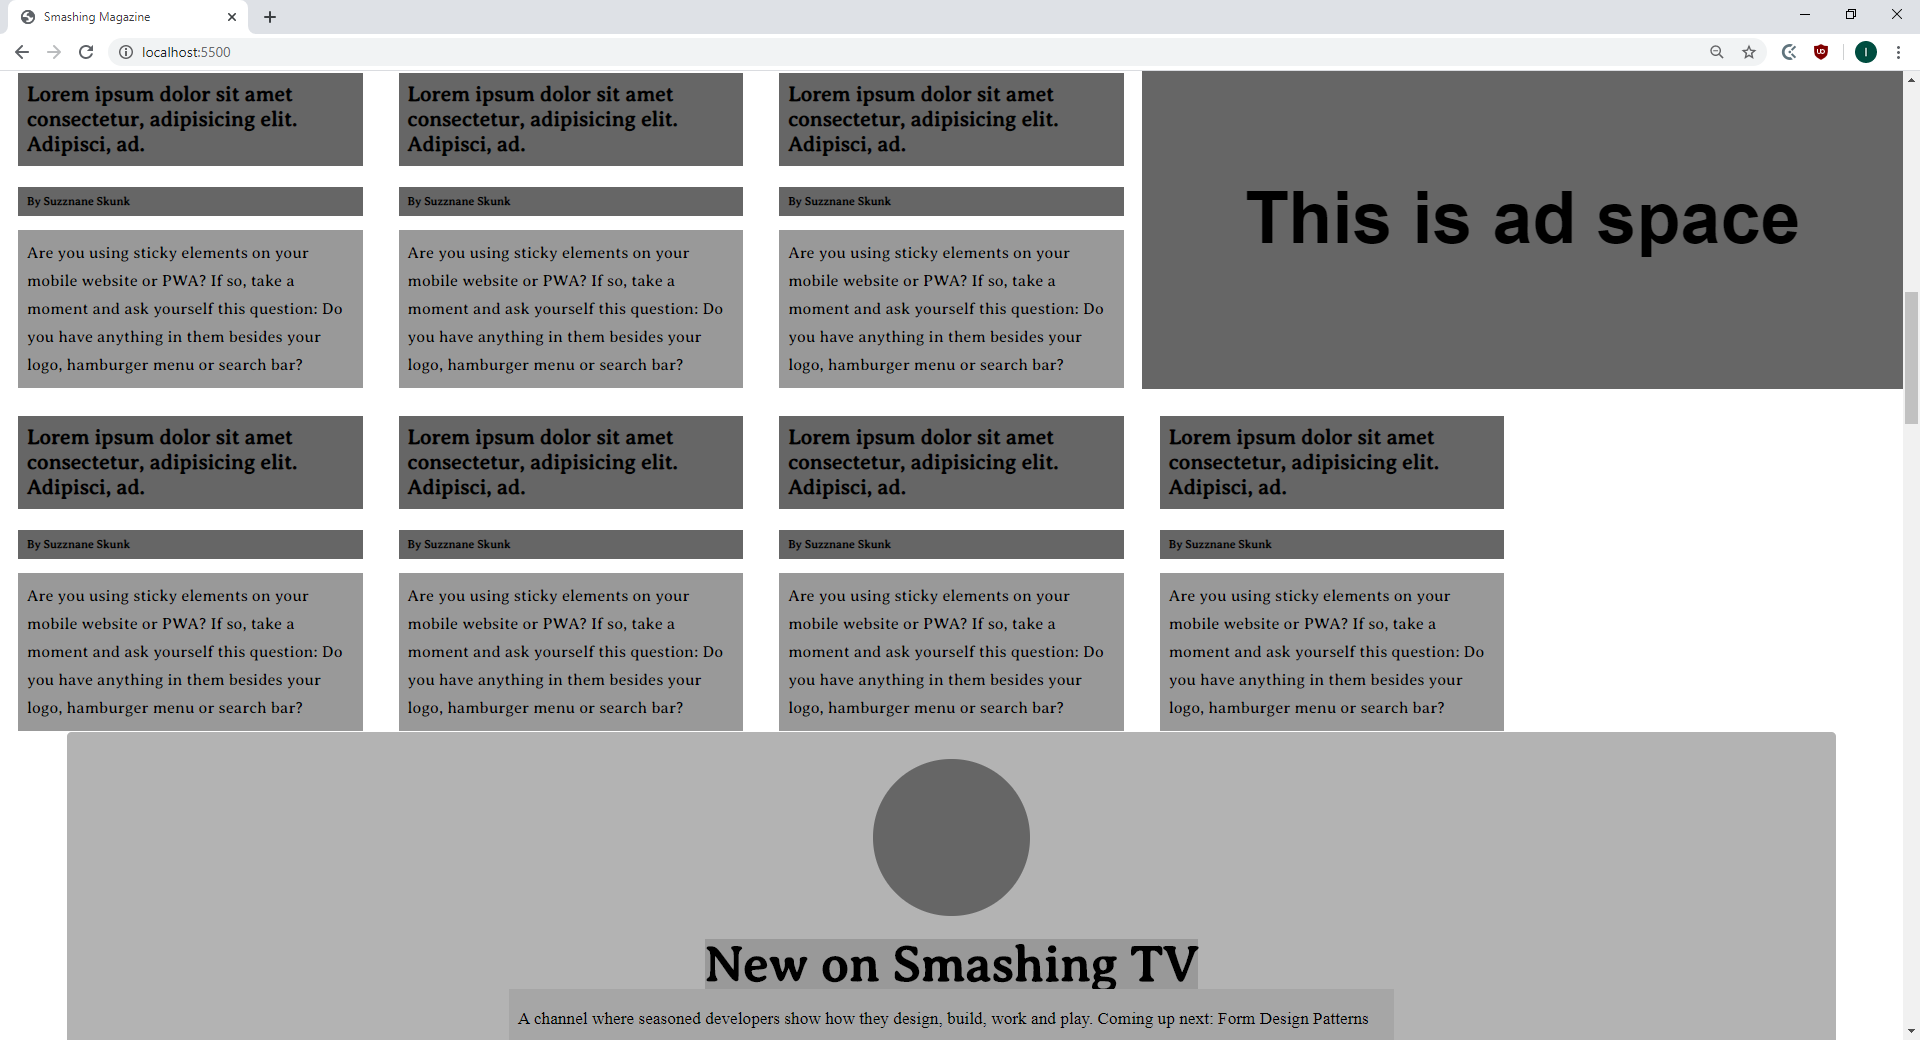 Smashing Magazine
localhost:5500
Lorem ipsum dolor sit amet
consectetur, adipisicing elit.
Adipisci, ad.
By Suzznane Skunk
Are you using sticky elements on your
mobile website or PWA? If so, take a
moment and ask yourself this question: Do
you have anything in them besides your
logo, hamburger menu or search bar?
Lorem ipsum dolor sit amet
consectetur, adipisicing elit.
Adipisci, ad.
By Suzznane Skunk
Are you using sticky elements on your
mobile website or PWA? If so, take a
moment and ask yourself this question: Do
you have anything in them besides your
logo, hamburger menu or search bar?
Lorem ipsum dolor sit amet
consectetur, adipisicing elit.
Adipisci, ad.
By Suzznane Skunk
Are you using sticky elements on your
mobile website or PWA? If so, take a
moment and ask yourself this question: Do
you have anything in them besides your
logo, hamburger menu or search bar?
This is ad space
Lorem ipsum dolor sit amet
consectetur, adipisicing elit.
Adipisci, ad.
By Suzznane Skunk
Are you using sticky elements on your
mobile website or PWA? If so, take a
moment and ask yourself this question: Do
you have anything in them besides your
logo, hamburger menu or search bar?
Lorem ipsum dolor sit amet
consectetur, adipisicing elit.
Adipisci, ad.
By Suzznane Skunk
Are you using sticky elements on your
mobile website or PWA? If so, take a
moment and ask yourself this question: Do
you have anything in them besides your
logo, hamburger menu or search bar?
Lorem ipsum dolor sit amet
consectetur, adipisicing elit.
Adipisci, ad.
By Suzznane Skunk
Are you using sticky elements on your
mobile website or PWA? If so, take a
moment and ask yourself this question: Do
you have anything in them besides your
logo, hamburger menu or search bar?
Lorem ipsum dolor sit amet
consectetur, adipisicing elit.
Adipisci, ad.
By Suzznane Skunk
Are you using sticky elements on your
mobile website or PWA? If so, take a
moment and ask yourself this question: Do
you have anything in them besides your
logo, hamburger menu or search bar?
New on Smashing TV
A channel where seasoned developers show how they design, build, work and play. Coming up next: Form Design Patterns